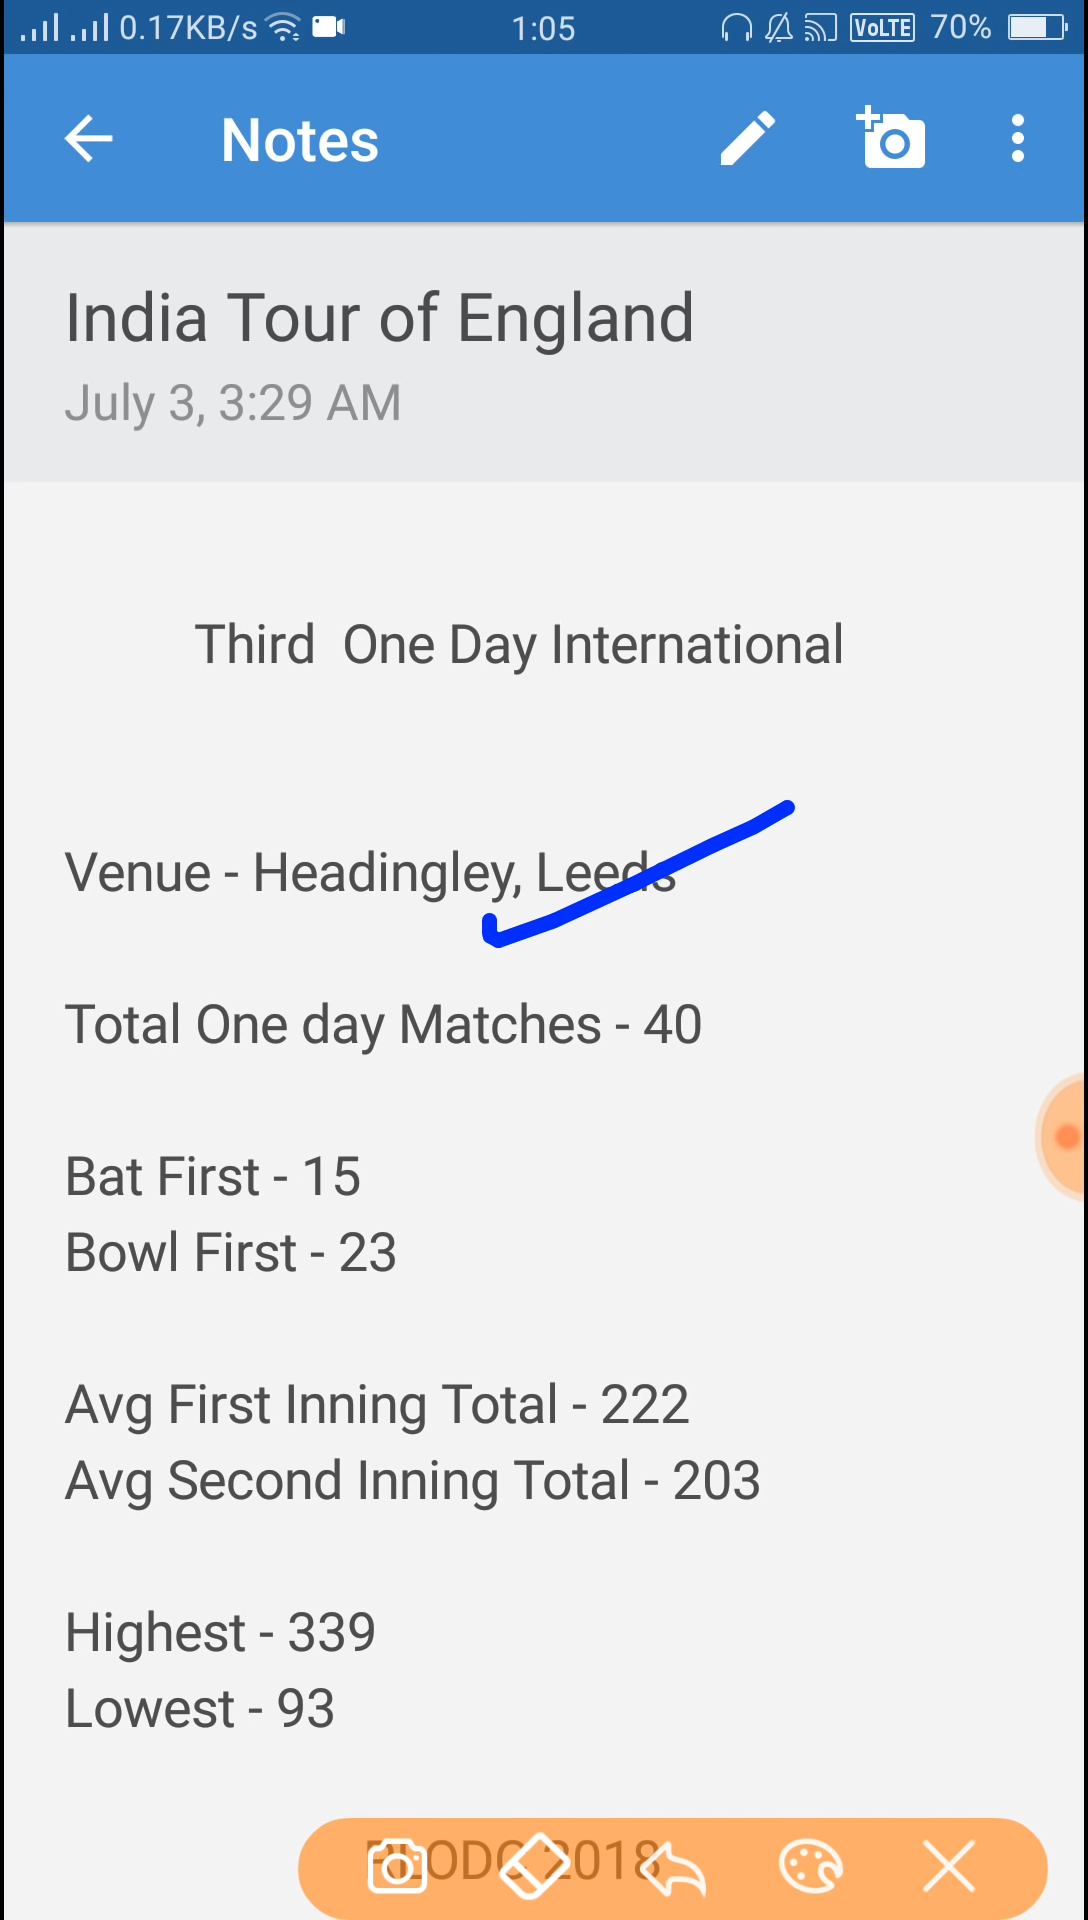 0.17KB/s 1:05 VoLTE 70%
Notes
India Tour of England
July 3, 3:29 AM
Third One Day International
Venue - Headingley, Leeds
Total One day Matches - 40
Bat First - 15
Bowl First - 23
Avg First Inning Total - 222
Avg Second Inning Total - 203
Highest - 339
Lowest - 93
2018